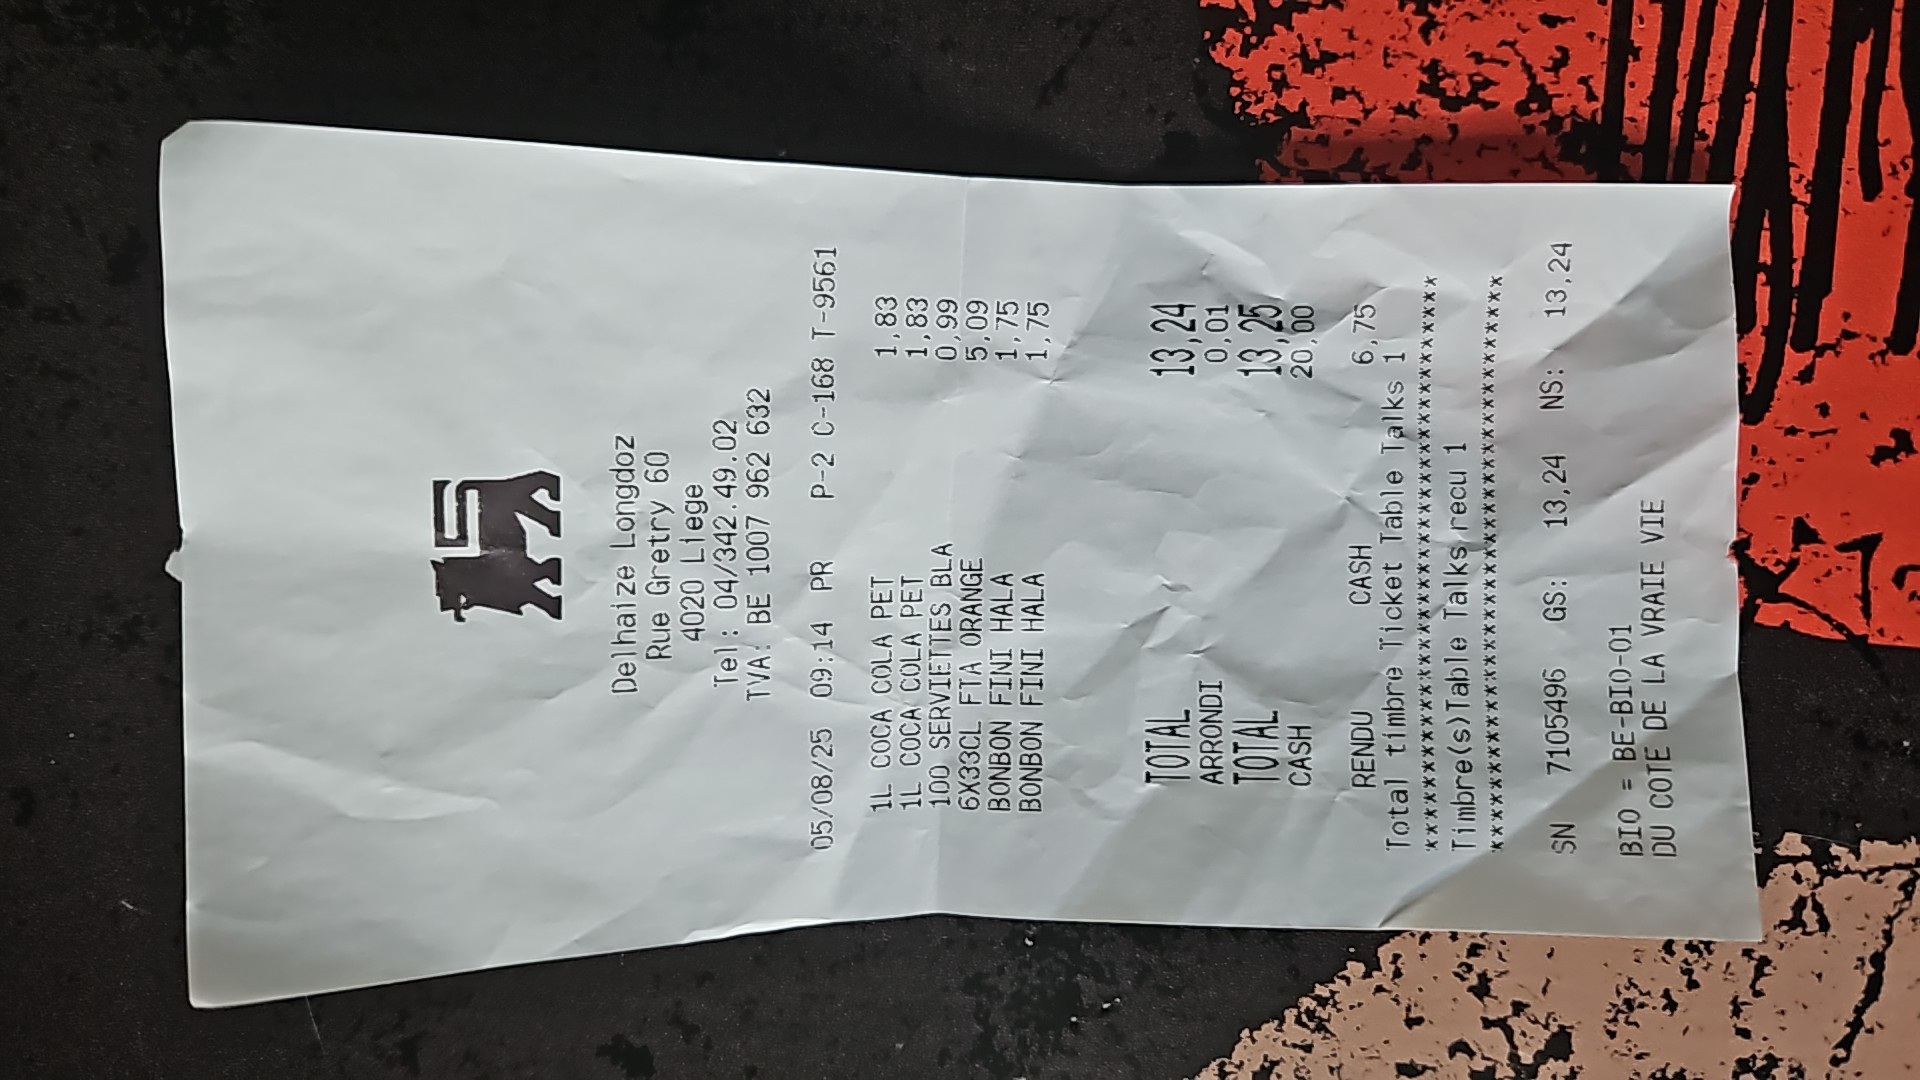 Delhaize Longdoz
Rue Gretry 60
4020 Liege
Tel: 04/342.49.02
TVA: BE 1007 962 632
05/08/25 09:14 PR P-2 C-168 T-9561
1L COCA COLA PET 1,83
1L COCA COLA PET 1,83
100 SERVIETTES BLA 0,99
6X33CL FTA ORANGE 5,09
BONBON FINI HALA 1,75
BONBON FINI HALA 1,75
TOTAL 13,24
ARRONDI 0,01
TOTAL 13,25
CASH 20,00
RENDU CASH 6,75
Total timbre Ticket Table Talks 1
******************************************
Timbre(s)Table Talks recu 1
******************************************
SN 7105496 GS: 13,24 NS: 13,24
BIO = BE-BIO-01
DU COTE DE LA VRAIE VIE